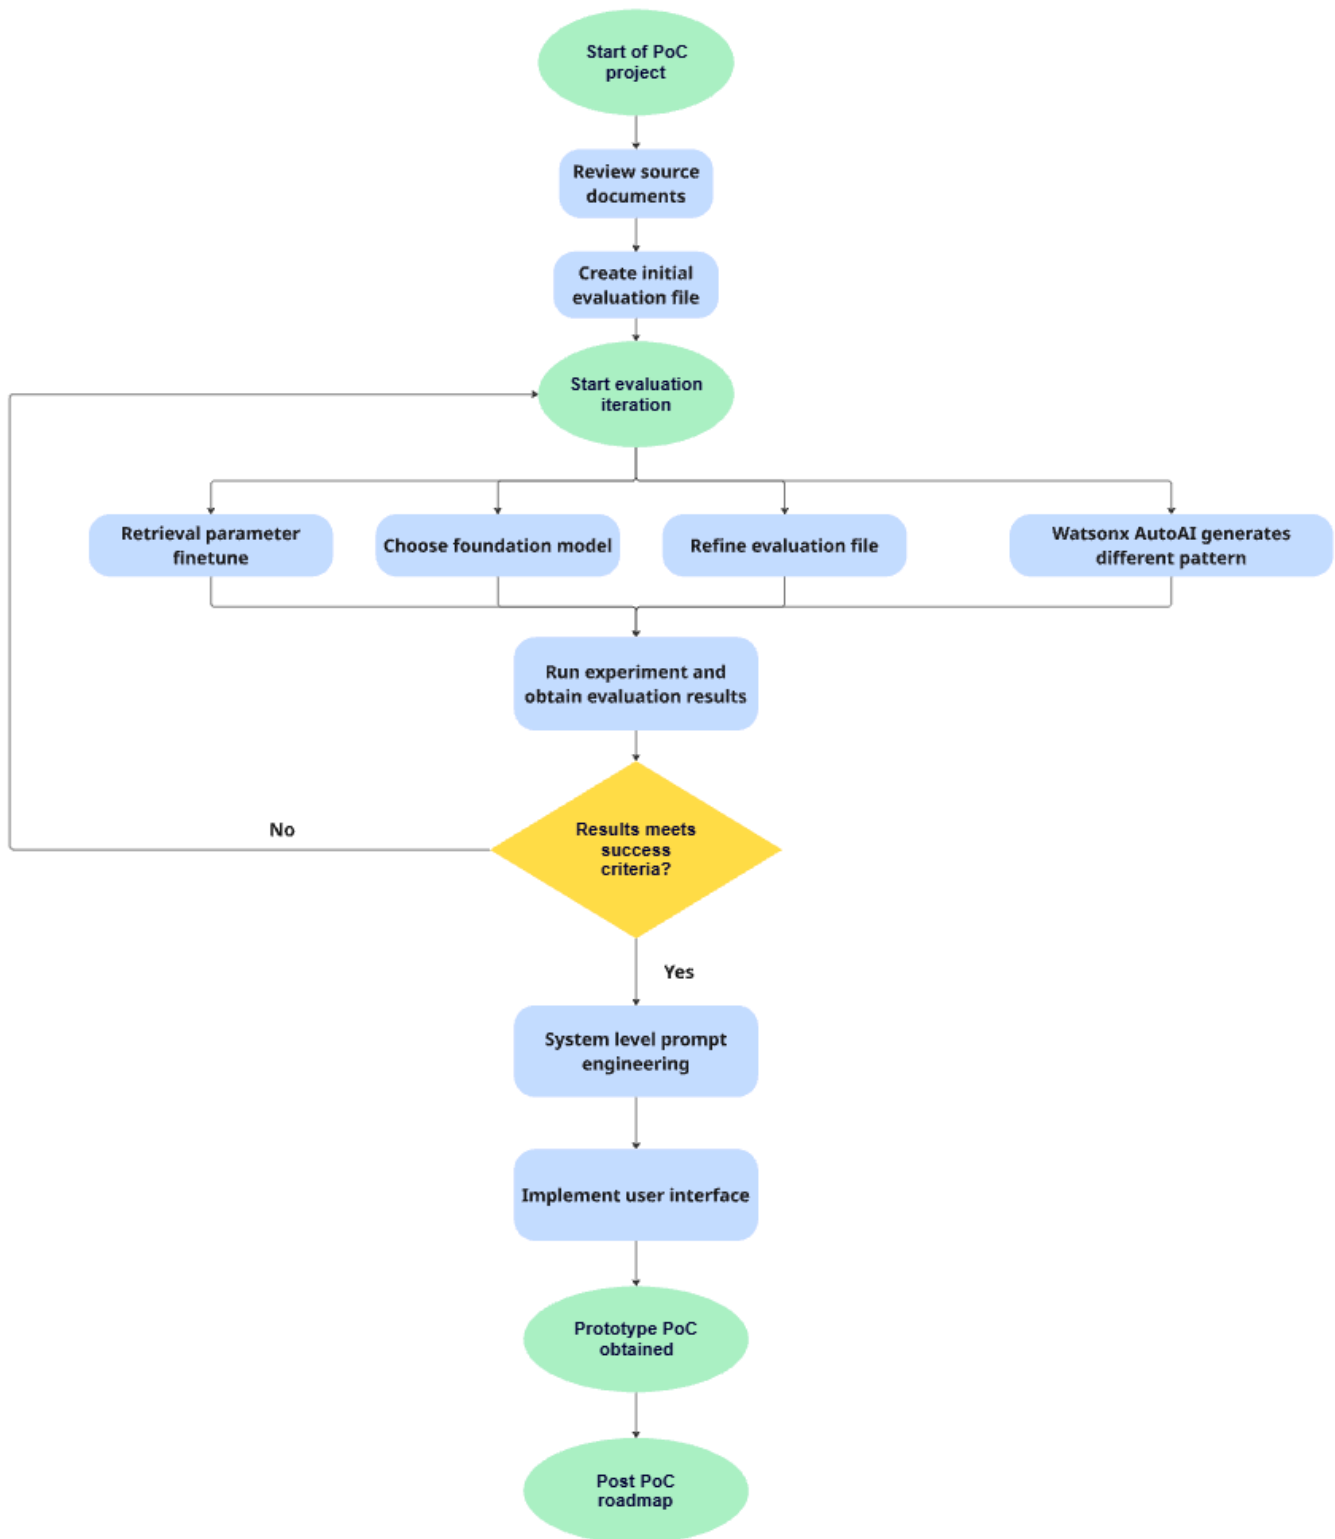 Start of PoC
project
Review source
documents
Create initial
evaluation file
Start evaluation
iteration
Retrieval parameter
finetune
Choose foundation model
Refine evaluation file
Watsonx AutoAI generates
different pattern
Run experiment and
obtain evaluation results
Results meets
success
criteria?
No
Yes
System level prompt
engineering
Implement user interface
Prototype PoC
obtained
Post PoC
roadmap